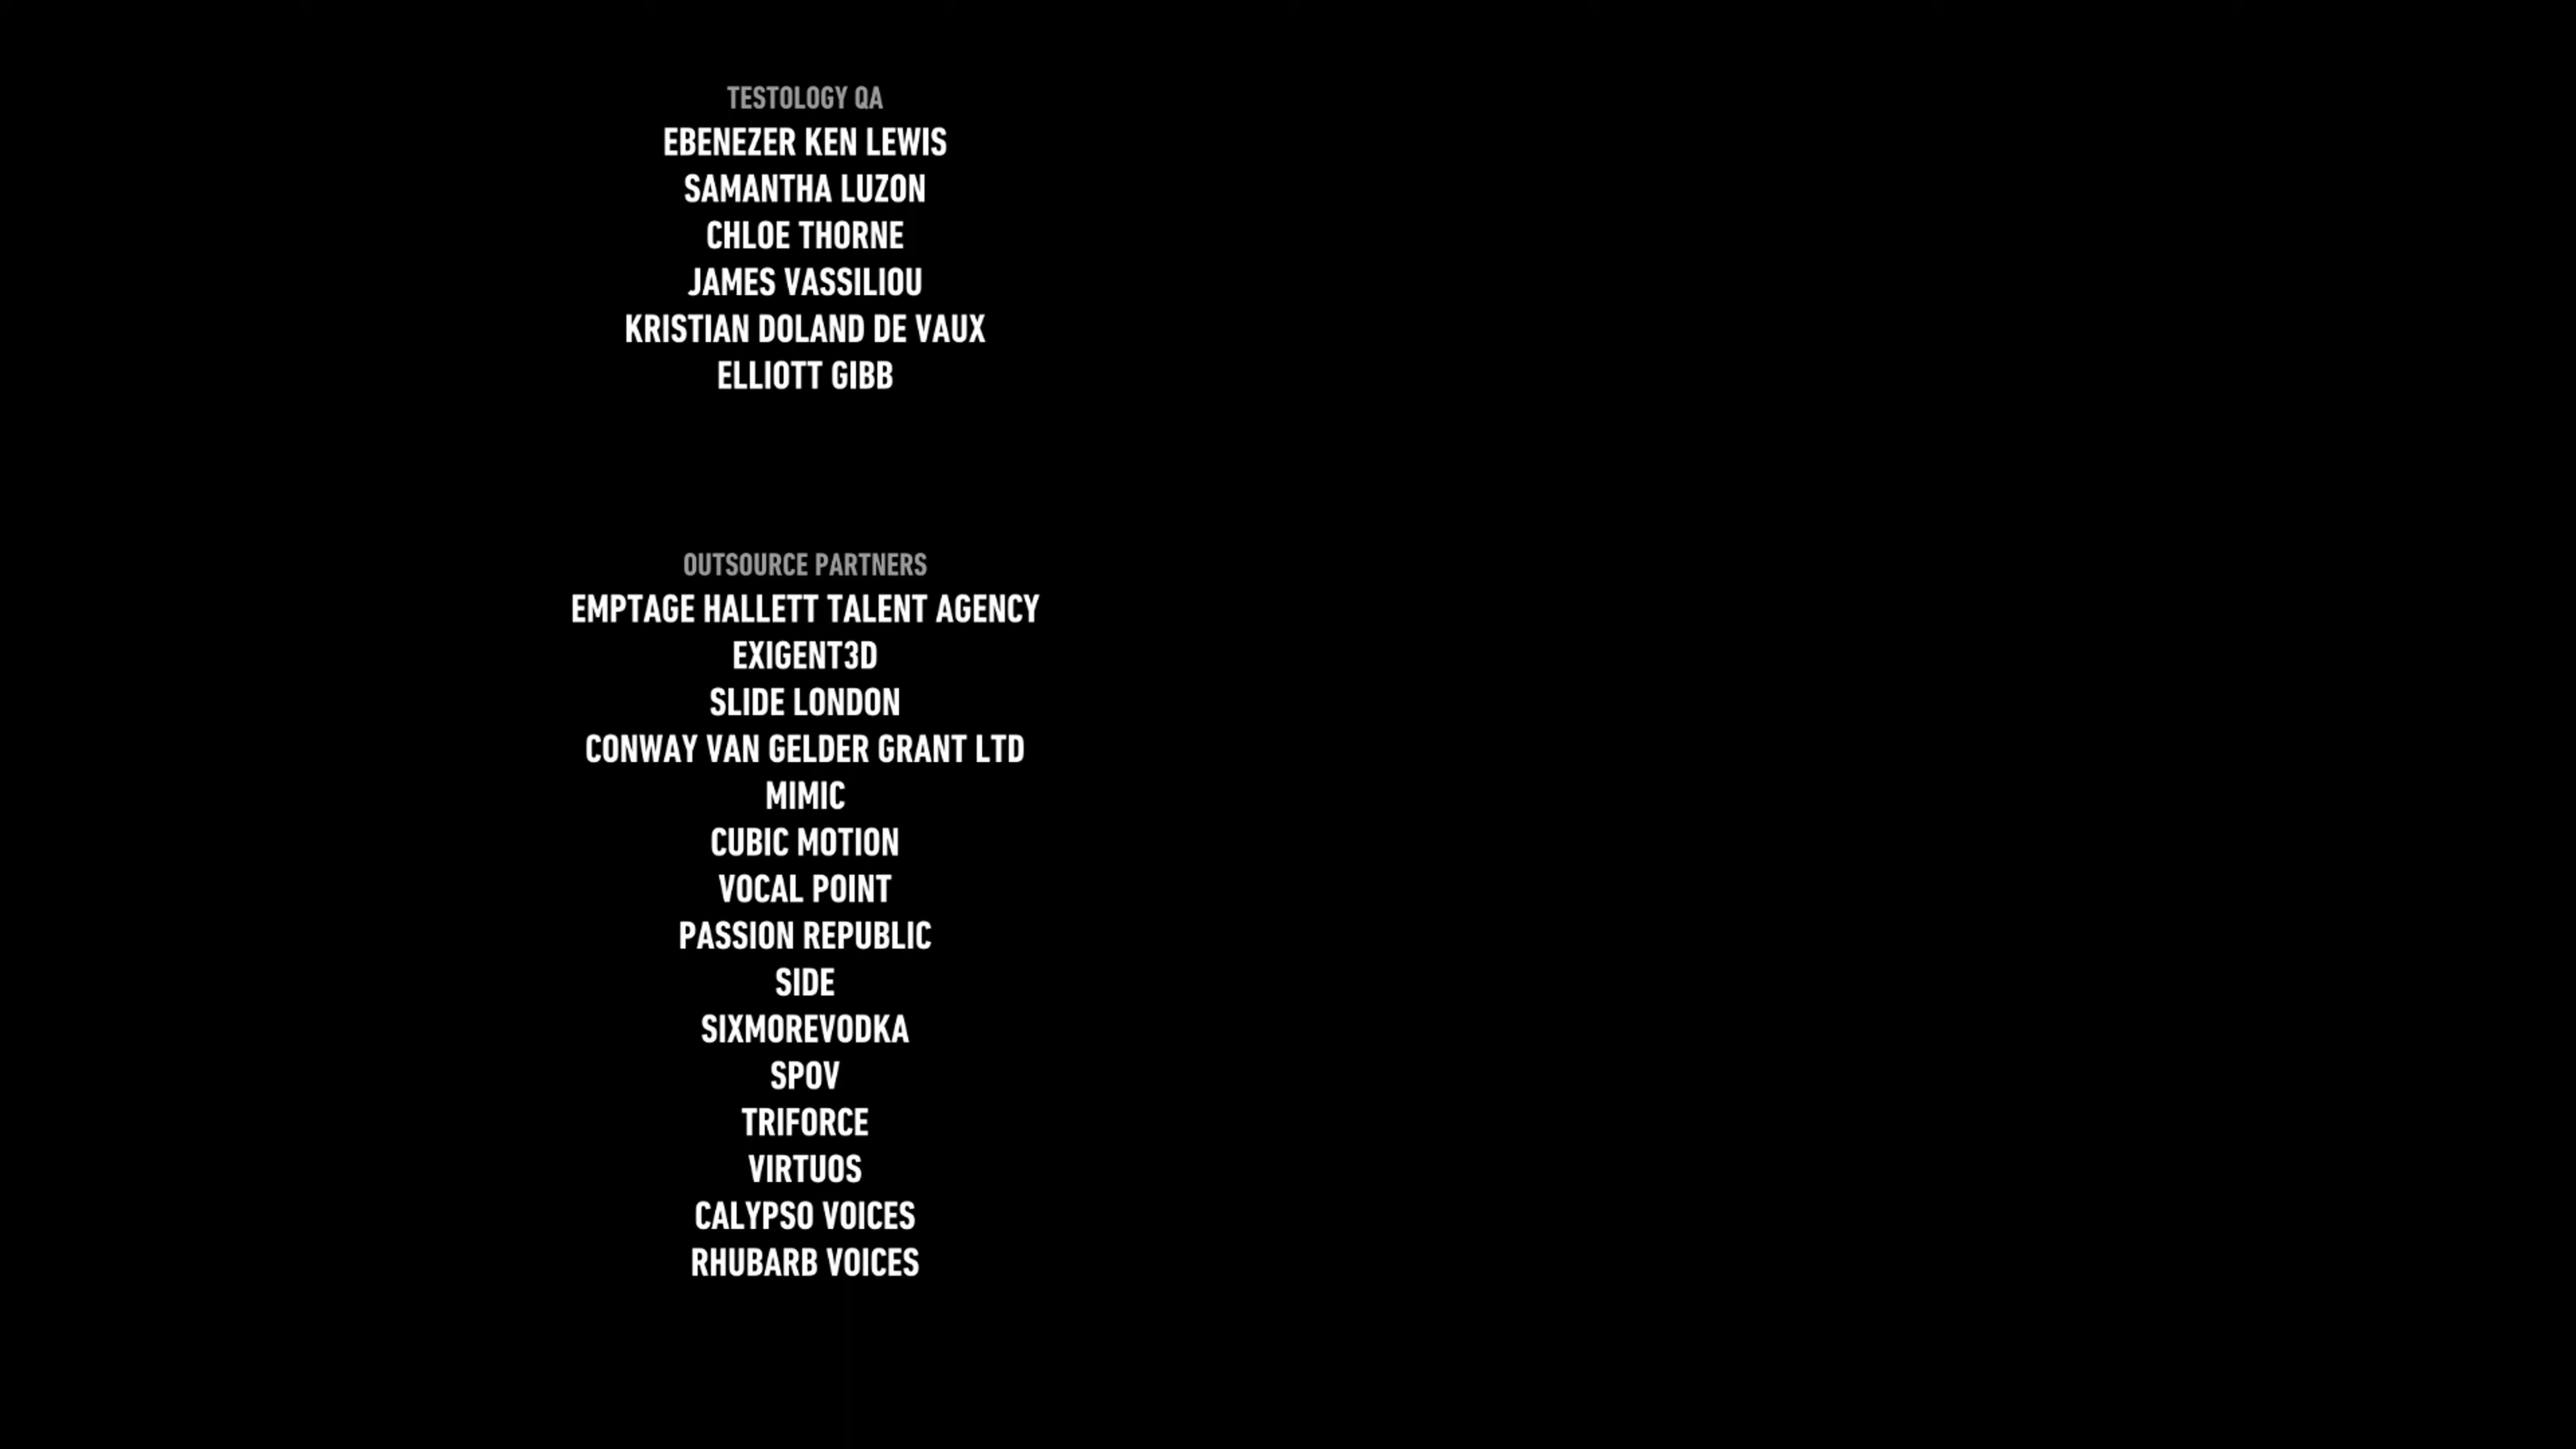 TESTOLOGY QA
EBENEZER KEN LEWIS
SAMANTHA LUZON
CHLOE THORNE
JAMES VASSILIOU
KRISTIAN DOLAND DE VAUX
ELLIOTT GIBB
OUTSOURCE PARTNERS
EMPTAGE HALLETT TALENT AGENCY
EXIGENT3D
SLIDE LONDON
CONWAY VAN GELDER GRANT LTD
MIMIC
CUBIC MOTION
VOCAL POINT
PASSION REPUBLIC
SIDE
SIXMOREVODKA
SPOV
TRIFORCE
VIRTUOS
CALYPSO VOICES
RHUBARB VOICES